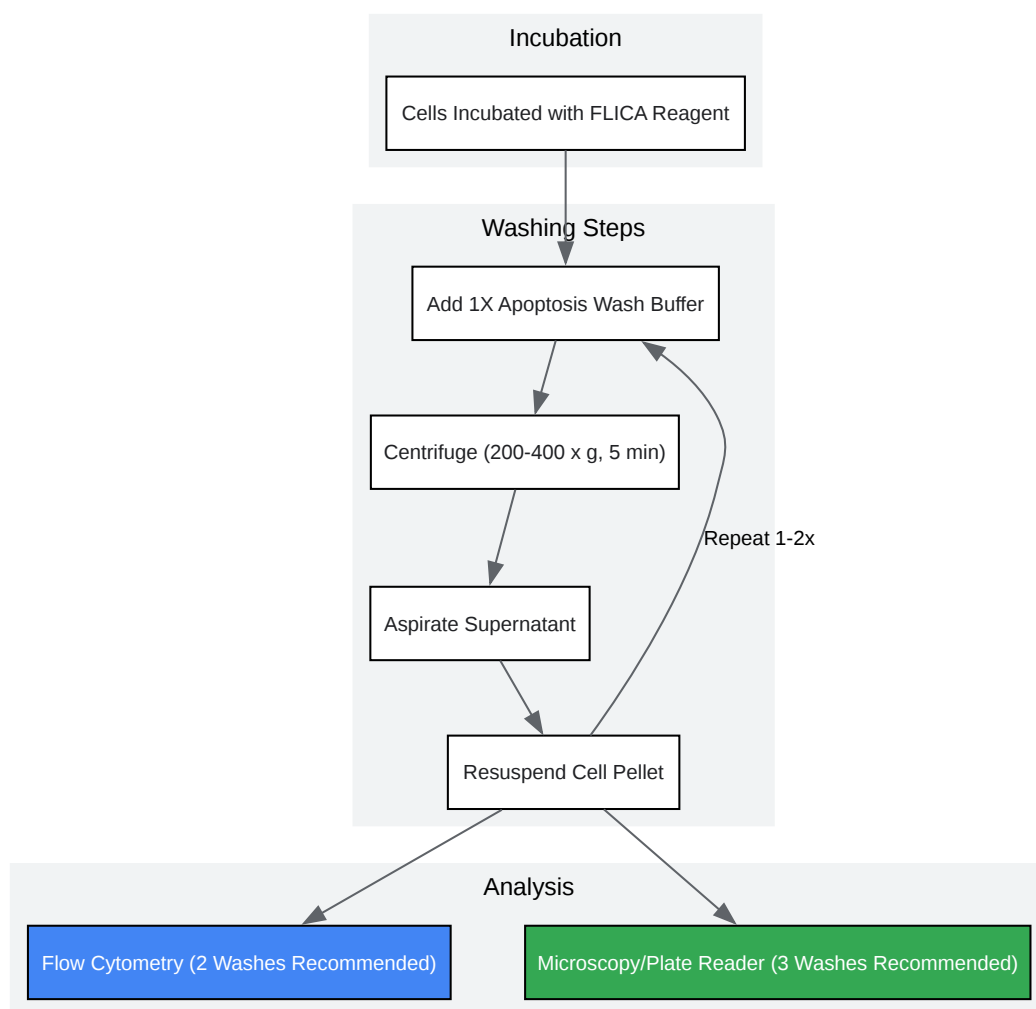 Incubation
Cells Incubated with FLICA Reagent
Washing Steps
Add 1X Apoptosis Wash Buffer
Centrifuge (200-400 x g, 5 min)
Repeat 1-2x
Aspirate Supernatant
Resuspend Cell Pellet
Analysis
Flow Cytometry (2 Washes Recommended)
Microscopy/Plate Reader (3 Washes Recommended)